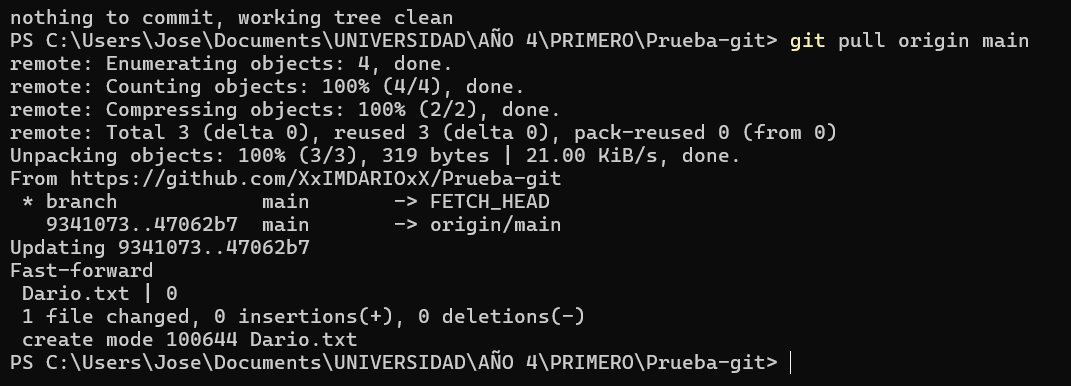 nothing to commit, working tree clean
PS C:\Users\Jose\Documents\UNIVERSIDAD\AÑO 4\PRIMERO\Prueba-git> git pull origin main
remote: Enumerating objects: 4, done.
remote: Counting objects: 100% (4/4), done.
remote: Compressing objects: 100% (2/2), done.
remote: Total 3 (delta 0), reused 3 (delta 0), pack-reused 0 (from 0)
Unpacking objects: 100% (3/3), 319 bytes | 21.00 KiB/s, done.
From https://github.com/XxIMDARIOxX/Prueba-git
 * branch            main       -> FETCH_HEAD
   9341073..47062b7  main       -> origin/main
Updating 9341073..47062b7
Fast-forward
 Dario.txt | 0
 1 file changed, 0 insertions(+), 0 deletions(-)
 create mode 100644 Dario.txt
PS C:\Users\Jose\Documents\UNIVERSIDAD\AÑO 4\PRIMERO\Prueba-git>